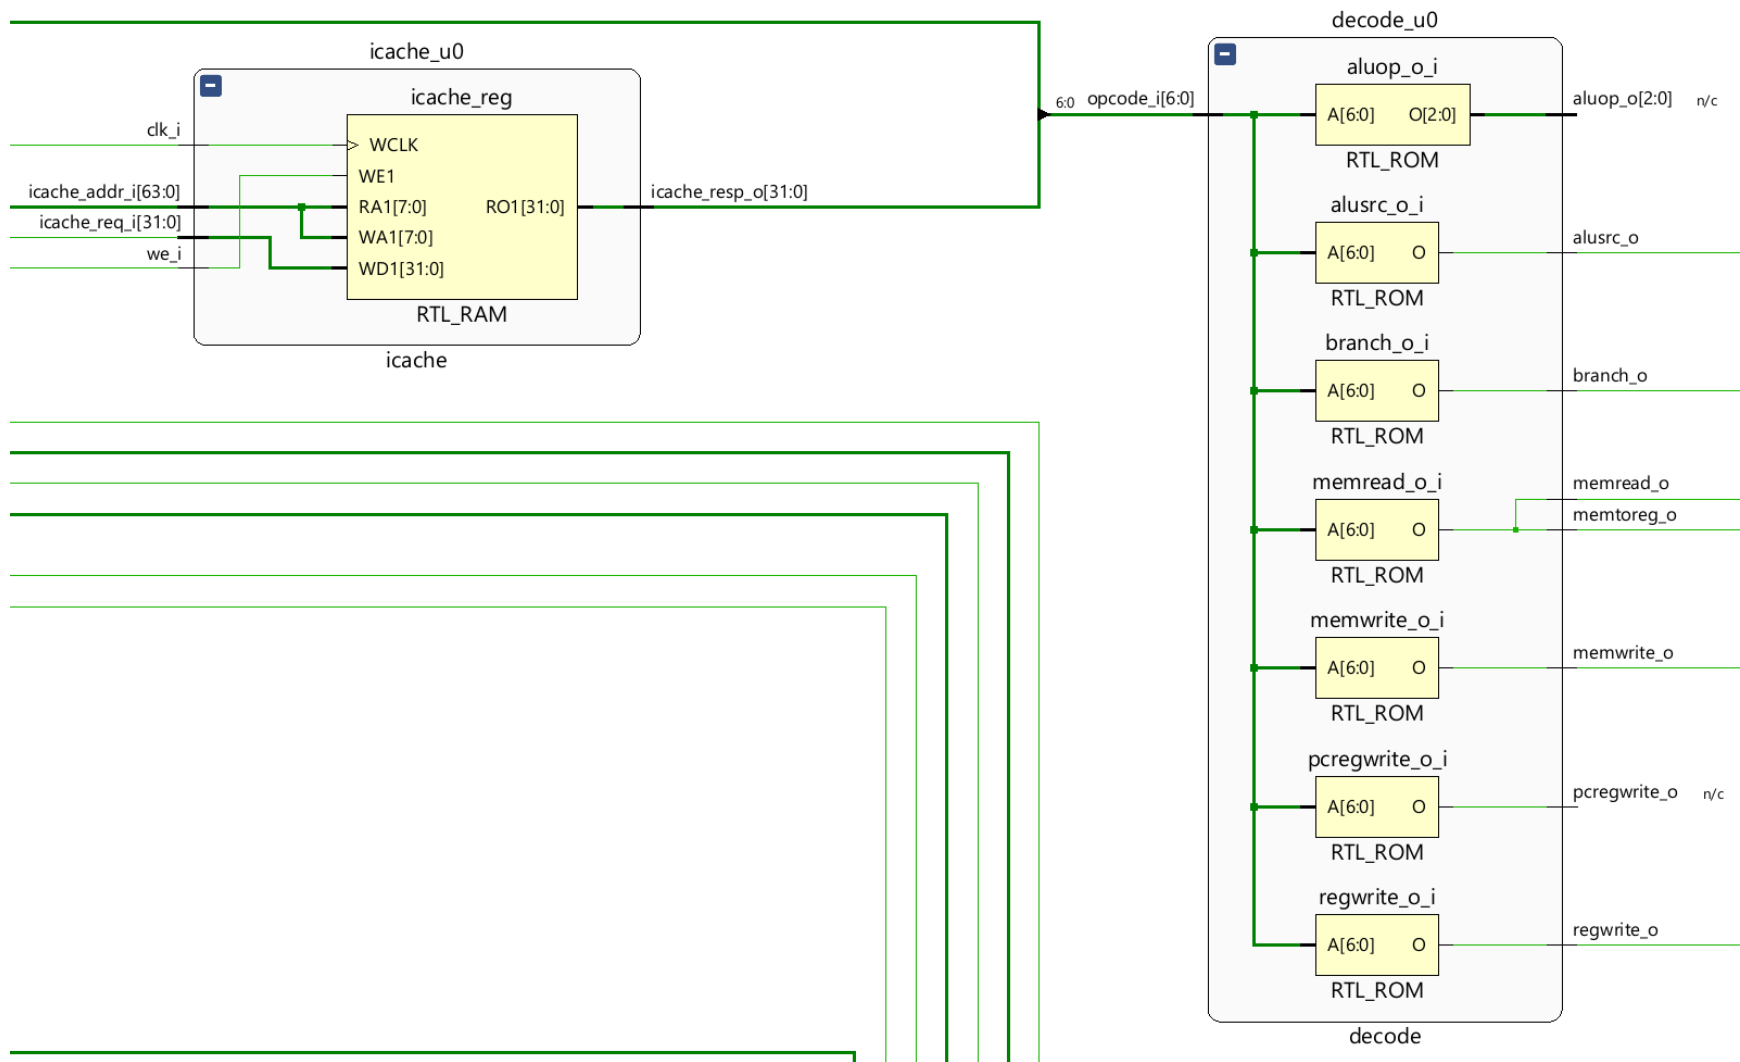 icache_u0
icache_reg
clk_i
WCLK
WE1
icache_addr_i[63:0]
RA1[7:0] RO1[31:0]
icache_resp_o[31:0]
icache_req_i[31:0]
WA1[7:0]
we_i
WD1[31:0]
RTL_RAM
icache
decode_u0
6:0 opcode_i[6:0]
aluop_o_i
A[6:0] O[2:0]
RTL_ROM
aluop_o[2:0] n/c
alusrc_o_i
A[6:0] O
RTL_ROM
alusrc_o
branch_o_i
A[6:0] O
RTL_ROM
branch_o
memread_o_i
A[6:0] O
RTL_ROM
memread_o
memtoreg_o
memwrite_o_i
A[6:0] O
RTL_ROM
memwrite_o
pcregwrite_o_i
A[6:0] O
RTL_ROM
pcregwrite_o n/c
regwrite_o_i
A[6:0] O
RTL_ROM
regwrite_o
decode